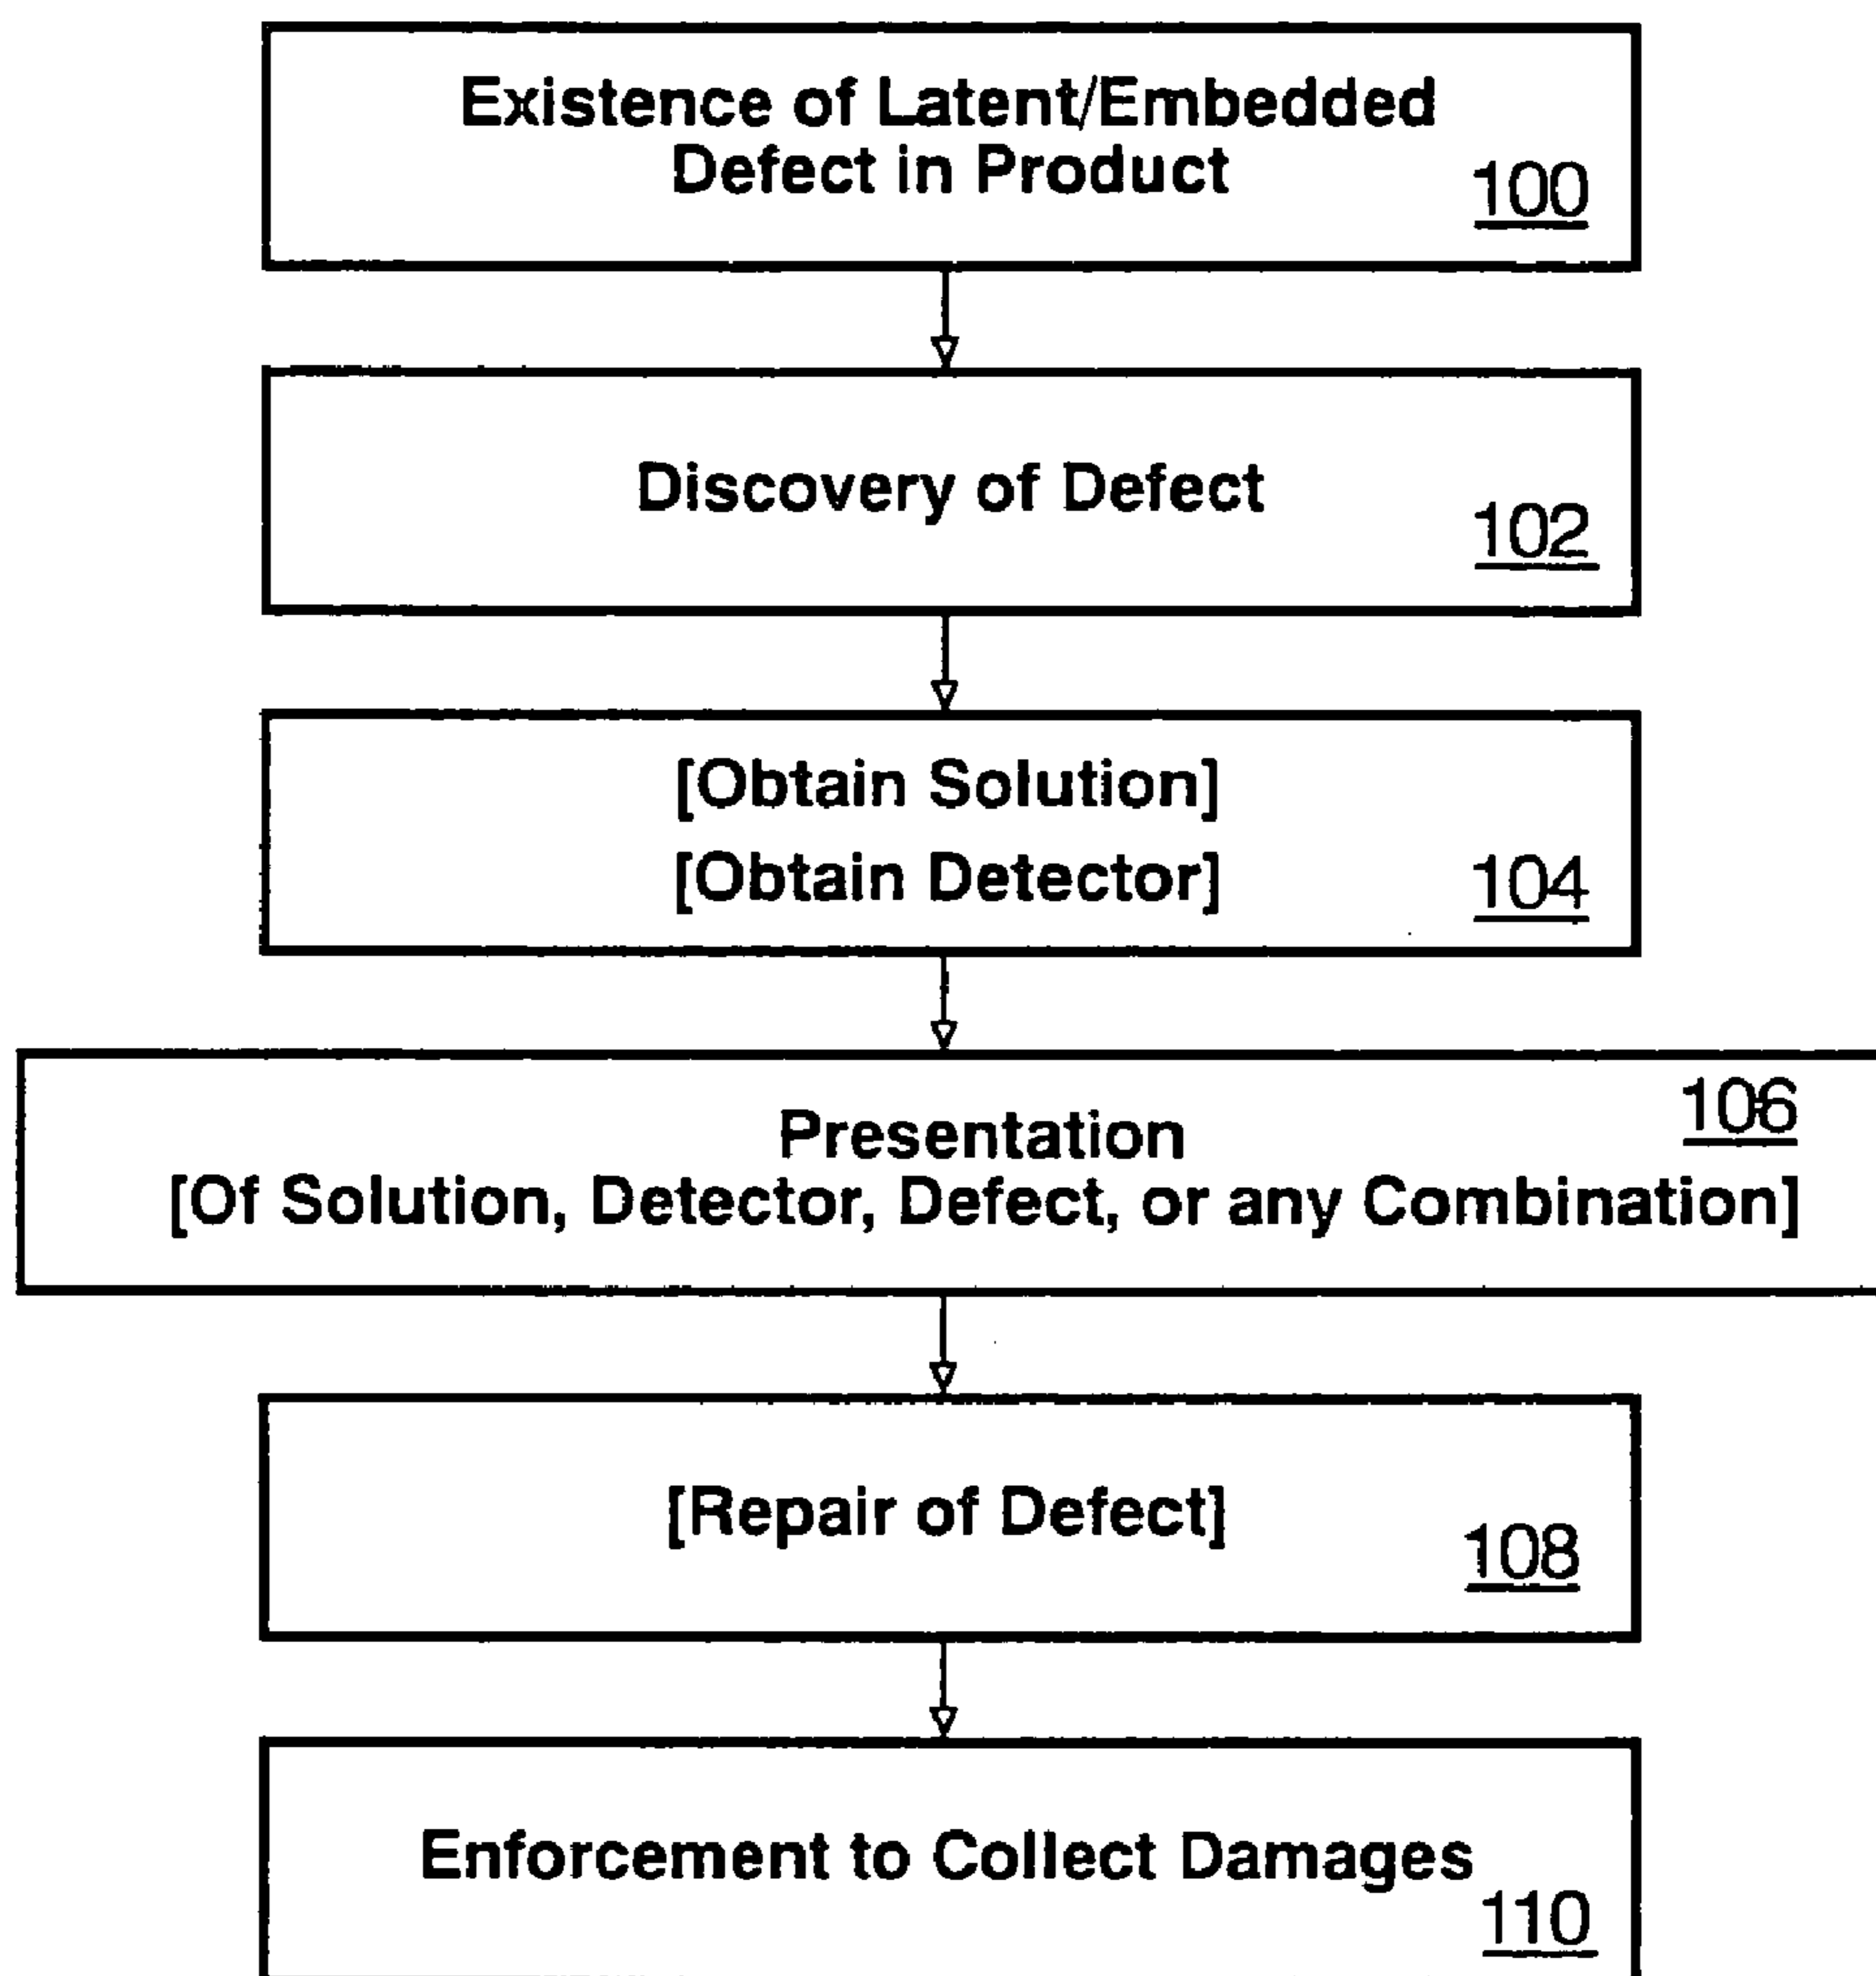 Existence of Latent/Embedded
Defect in Product
100
Discovery of Defect
102
[Obtain Solution]
[Obtain Detector]
104
106
Presentation
[Of Solution, Detector, Defect, or any Combination]
[Repair of Defect]
108
Enforcement to Collect Damages
110